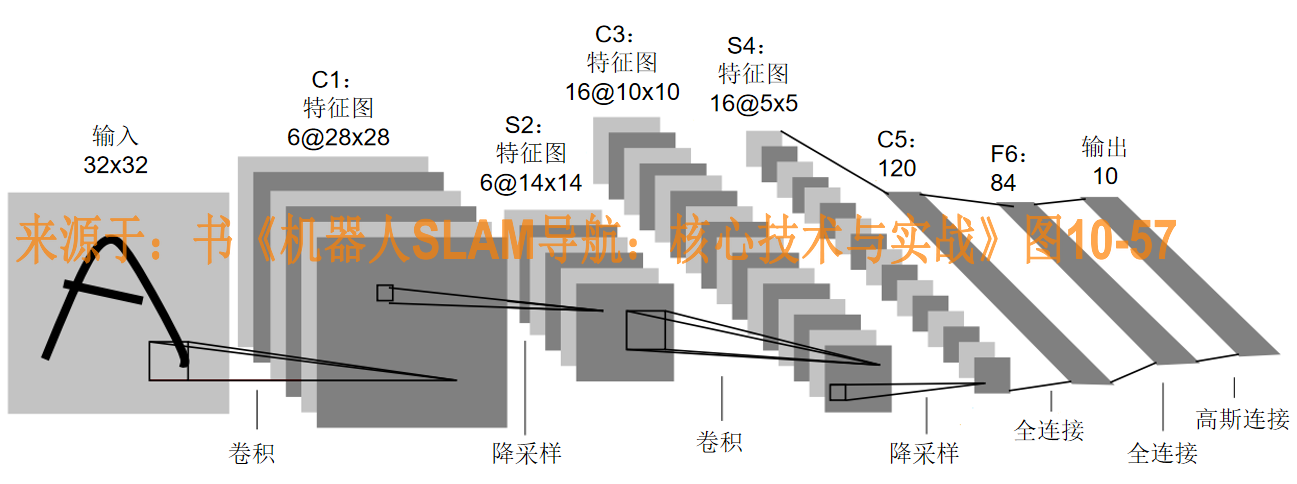 输入
32x32
C1：
特征图
6@28x28
S2：
特征图
6@14x14
C3：
特征图
16@10x10
S4：
特征图
16@5x5
C5：
120
F6：
84
输出
10
来源于：书《机器人SLAM导航：核心技术与实战》图10-57
卷积
降采样
卷积
降采样
全连接
全连接
高斯连接